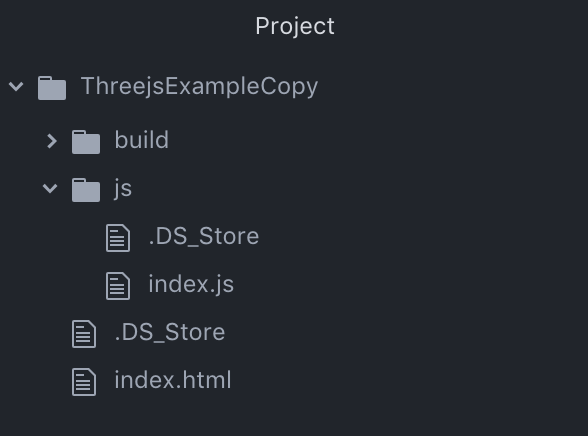 Project
ThreejsExampleCopy
build
js
.DS_Store
index.js
.DS_Store
index.html